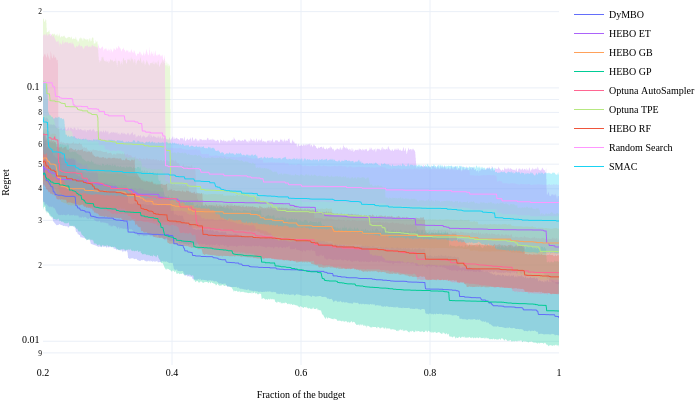 2
0.1
9
8
7
6
5
4
3
2
0.01
9
Regret
0.2
0.4
0.6
0.8
1
Fraction of the budget
DyMBO
HEBO ET
HEBO GB
HEBO GP
Optuna AutoSampler
Optuna TPE
HEBO RF
Random Search
SMAC